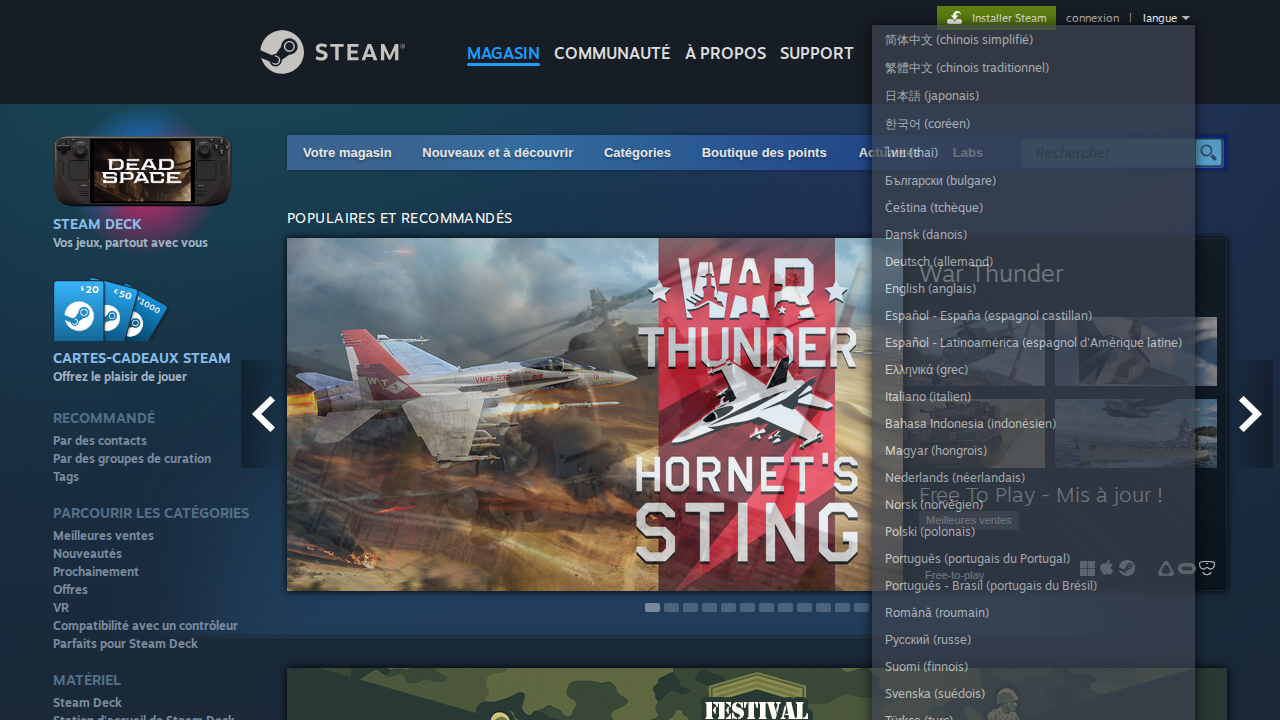 Installer Steam
connexion
|
langue
STEAM®
MAGASIN
COMMUNAUTÉ
À PROPOS
SUPPORT
简体中文 (chinois simplifié)
繁體中文 (chinois traditionnel)
日本語 (japonais)
한국어 (coréen)
ไทย (thaï)
Български (bulgare)
Čeština (tchèque)
Dansk (danois)
Deutsch (allemand)
English (anglais)
Español - España (espagnol castillan)
Español - Latinoamérica (espagnol d'Amérique latine)
Ελληνικά (grec)
Italiano (italien)
Bahasa Indonesia (indonésien)
Magyar (hongrois)
Nederlands (néerlandais)
Norsk (norvégien)
Polski (polonais)
Português (portugais du Portugal)
Português - Brasil (portugais du Brésil)
Română (roumain)
Русский (russe)
Suomi (finnois)
Svenska (suédois)
Türkçe (turc)
Votre magasin
Nouveaux et à découvrir
Catégories
Boutique des points
Actualités
Labs
Rechercher
DEAD SPACE
STEAM DECK
Vos jeux, partout avec vous
$20
€50
¥1000
CARTES-CADEAUX STEAM
Offrez le plaisir de jouer
RECOMMANDÉ
Par des contacts
Par des groupes de curation
Tags
PARCOURIR LES CATÉGORIES
Meilleures ventes
Nouveautés
Prochainement
Offres
VR
Compatibilité avec un contrôleur
Parfaits pour Steam Deck
MATÉRIEL
Steam Deck
Station d'accueil de Steam Deck
POPULAIRES ET RECOMMANDÉS
WAR
THUNDER
HORNET'S
STING
VMFA-232
WT
War Thunder
Free To Play - Mis à jour !
Meilleures ventes
Free-to-play
FESTIVAL